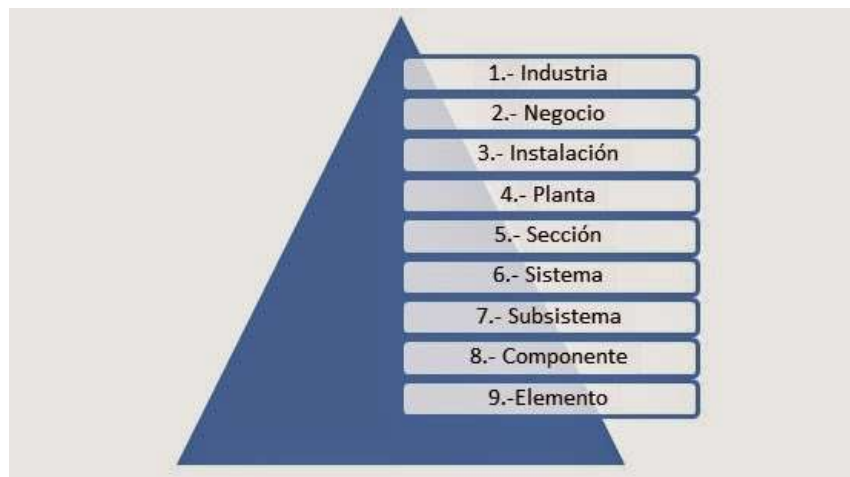 1.- Industria
2.- Negocio
3.- Instalación
4.- Planta
5.- Sección
6.- Sistema
7.- Subsistema
8.- Componente
9.-Elemento